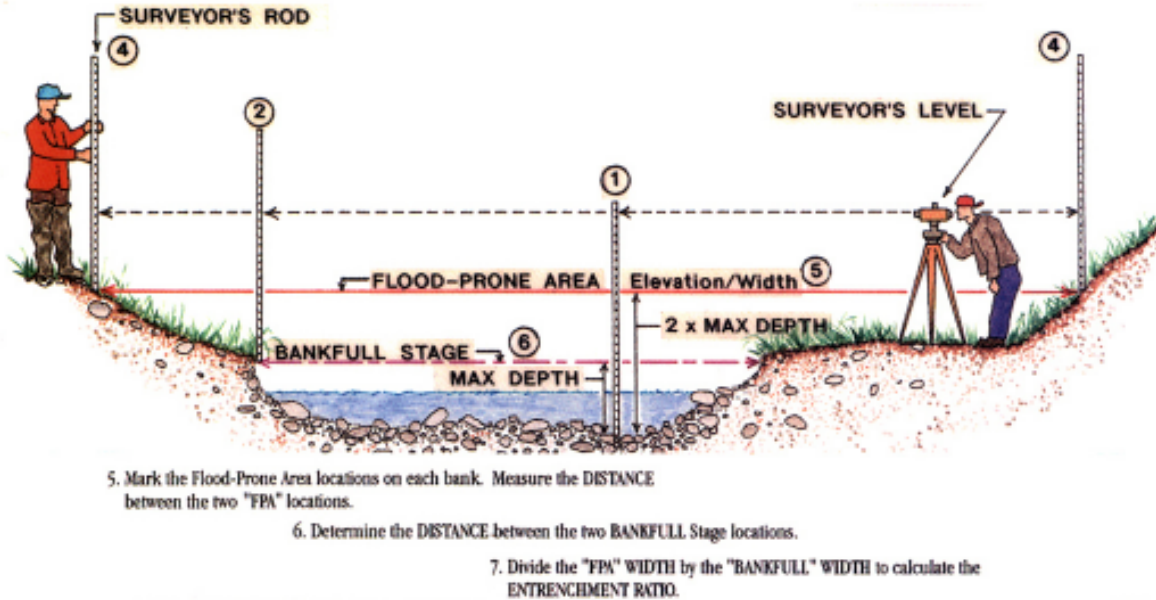 SURVEYOR'S ROD
4
4
2
SURVEYOR'S LEVEL
1
FLOOD-PRONE AREA Elevation/Width 5
2 x MAX DEPTH
BANKFULL STAGE 6
MAX DEPTH
5. Mark the Flood-Prone Area locations on each bank. Measure the DISTANCE
between the two "FPA" locations.
6. Determine the DISTANCE between the two BANKFULL Stage locations.
7. Divide the "FPA" WIDTH by the "BANKFULL" WIDTH to calculate the
ENTRENCHMENT RATIO.